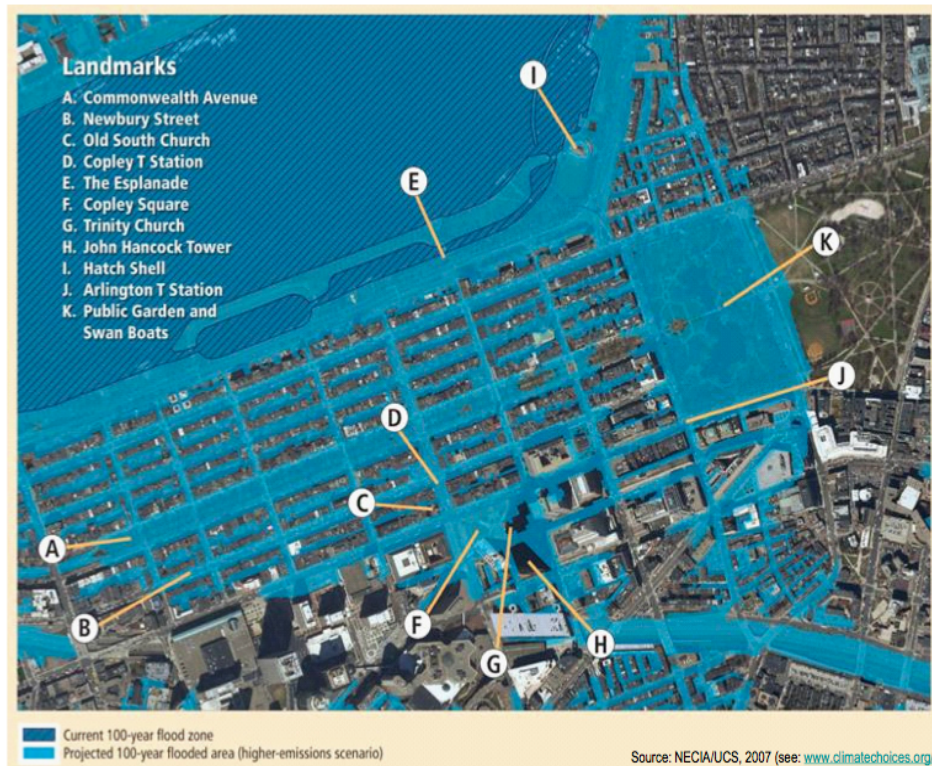 Landmarks
A. Commonwealth Avenue
B. Newbury Street
C. Old South Church
D. Copley T Station
E. The Esplanade
F. Copley Square
G. Trinity Church
H. John Hancock Tower
I. Hatch Shell
J. Arlington T Station
K. Public Garden and
Swan Boats
I
E
K
J
D
C
A
B
F
G
H
Current 100-year flood zone
Projected 100-year flooded area (higher-emissions scenario)
Source: NECIA/UCS, 2007 (see: www.climatechoices.org